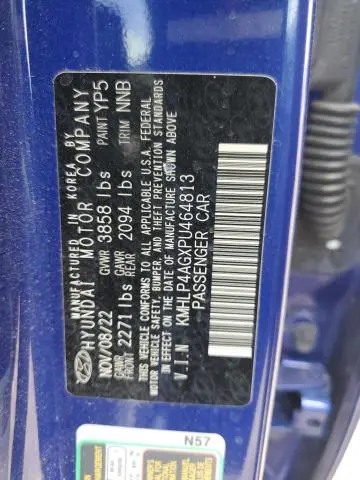 MANUFACTURED IN KOREA BY
HYUNDAI MOTOR COMPANY
NOV/08/22 GVWR 3858 lbs PAINT YP5
GAWR FRONT 2271 lbs GAWR REAR 2094 lbs TRIM NNB
THIS VEHICLE CONFORMS TO ALL APPLICABLE U.S.A. FEDERAL
MOTOR VEHICLE SAFETY, BUMPER, AND THEFT PREVENTION STANDARDS
IN EFFECT ON THE DATE OF MANUFACTURE SHOWN ABOVE
V.I.N KMHLP4AGXPU464813
PASSENGER CAR
N57